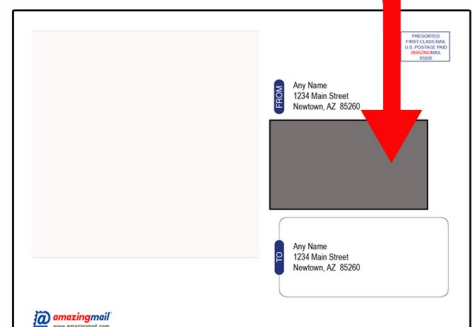 PRESORTED
FIRST-CLASS MAIL
U.S. POSTAGE PAID
AMAZINGMAIL
85026
FROM
Any Name
1234 Main Street
Newtown, AZ 85260
TO
Any Name
1234 Main Street
Newtown, AZ 85260
@ amazingmail
www.amazingmail.com